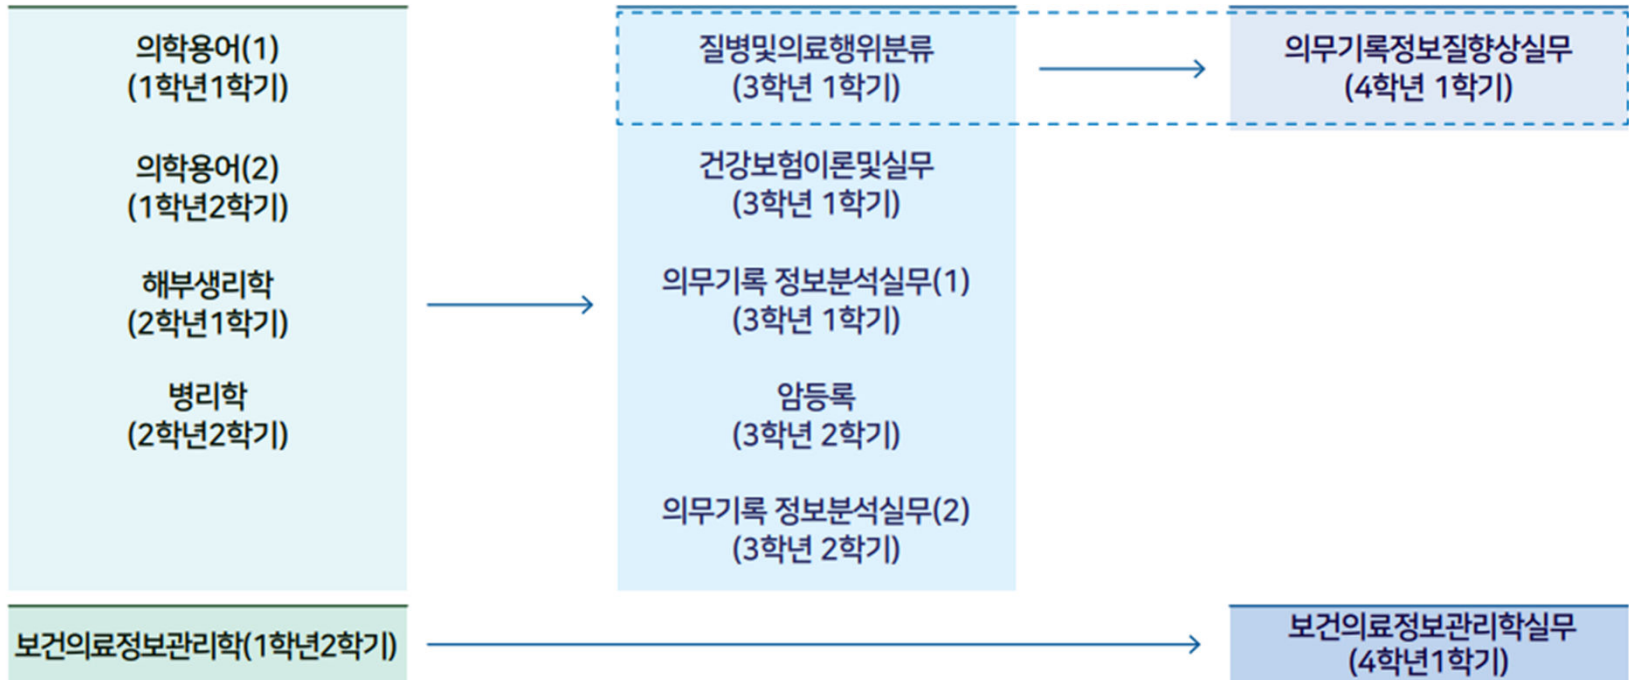 의학용어(1)
(1학년1학기)
의학용어(2)
(1학년2학기)
해부생리학
(2학년1학기)
병리학
(2학년2학기)
질병및의료행위분류
(3학년 1학기)
건강보험이론및실무
(3학년 1학기)
의무기록 정보분석실무(1)
(3학년 1학기)
암등록
(3학년 2학기)
의무기록 정보분석실무(2)
(3학년 2학기)
의무기록정보질향상실무
(4학년 1학기)
보건의료정보관리학(1학년2학기)
보건의료정보관리학실무
(4학년1학기)